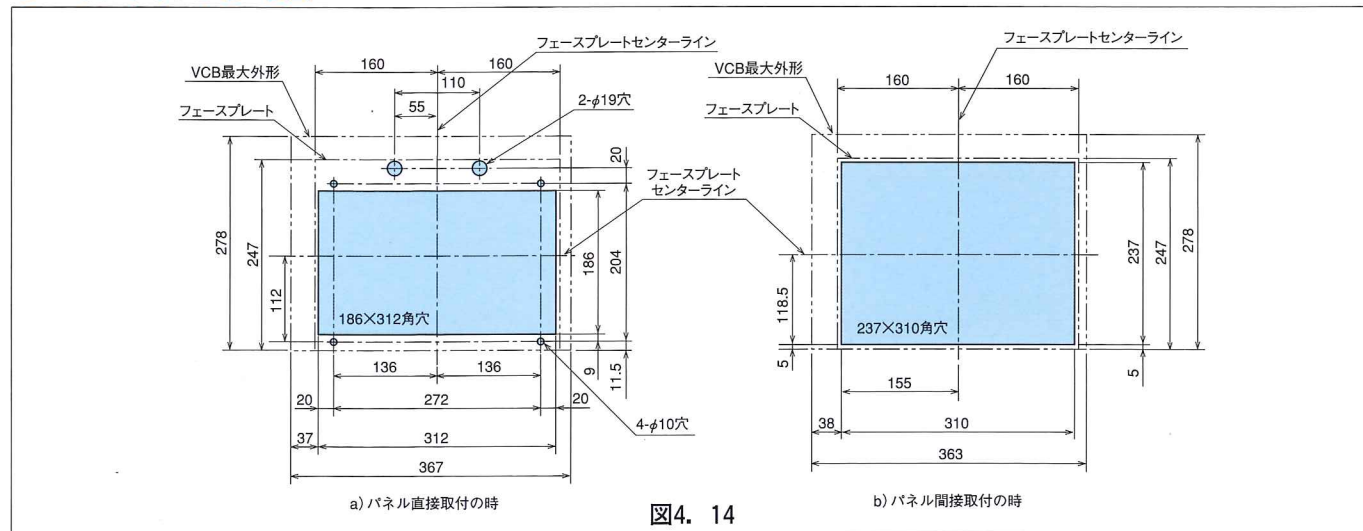 フェースプレートセンターライン
VCB最大外形
160
160
110
55
2-φ19穴
フェースプレート
20
フェースプレート
センターライン
278
247
112
186
204
186×312角穴
136
136
9
11.5
20
272
20
4-φ10穴
37
312
367
a) パネル直接取付の時
フェースプレートセンターライン
VCB最大外形
160
160
フェースプレート
237
247
278
118.5
237×310角穴
5
5
155
38
310
363
b) パネル間接取付の時
図4. 14